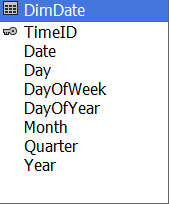 DimDate
TimeID
Date
Day
DayOfWeek
DayOfYear
Month
Quarter
Year